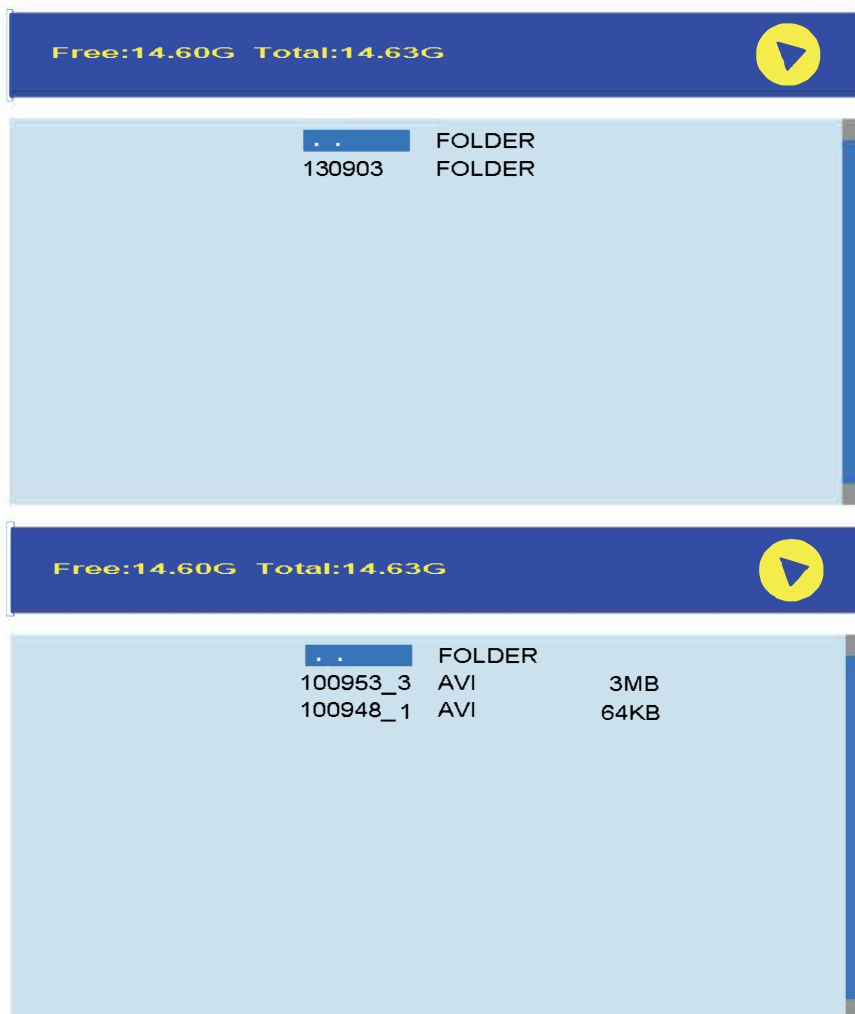 Free:14.60G Total:14.63G
. . FOLDER
130903 FOLDER
Free:14.60G Total:14.63G
. . FOLDER
100953_3 AVI 3MB
100948_1 AVI 64KB